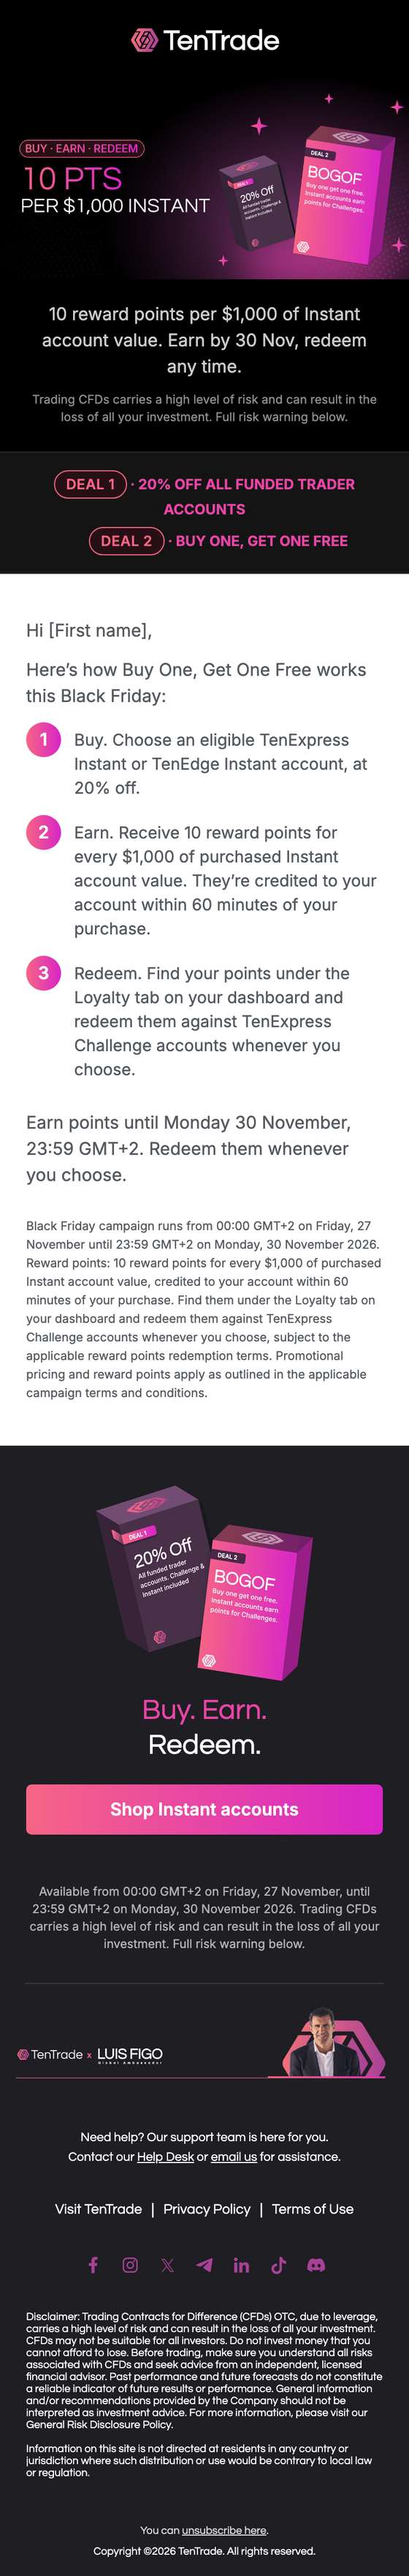 TenTrade
BUY · EARN · REDEEM
10 PTS
PER $1,000 INSTANT
DEAL 1
20% Off
All funded trader
accounts. Challenge &
Instant included
DEAL 2
BOGOF
Buy one get one free.
Instant accounts earn
points for Challenges.
10 reward points per $1,000 of Instant
account value. Earn by 30 Nov, redeem
any time.
Trading CFDs carries a high level of risk and can result in the
loss of all your investment. Full risk warning below.
DEAL 1 · 20% OFF ALL FUNDED TRADER
ACCOUNTS
DEAL 2 · BUY ONE, GET ONE FREE
Hi [First name],
Here’s how Buy One, Get One Free works
this Black Friday:
1 Buy. Choose an eligible TenExpress
Instant or TenEdge Instant account, at
20% off.
2 Earn. Receive 10 reward points for
every $1,000 of purchased Instant
account value. They’re credited to your
account within 60 minutes of your
purchase.
3 Redeem. Find your points under the
Loyalty tab on your dashboard and
redeem them against TenExpress
Challenge accounts whenever you
choose.
Earn points until Monday 30 November,
23:59 GMT+2. Redeem them whenever
you choose.
Black Friday campaign runs from 00:00 GMT+2 on Friday, 27
November until 23:59 GMT+2 on Monday, 30 November 2026.
Reward points: 10 reward points for every $1,000 of purchased
Instant account value, credited to your account within 60
minutes of your purchase. Find them under the Loyalty tab on
your dashboard and redeem them against TenExpress
Challenge accounts whenever you choose, subject to the
applicable reward points redemption terms. Promotional
pricing and reward points apply as outlined in the applicable
campaign terms and conditions.
DEAL 1
20% Off
All funded trader
accounts. Challenge &
Instant included
DEAL 2
BOGOF
Buy one get one free.
Instant accounts earn
points for Challenges.
Buy. Earn.
Redeem.
Shop Instant accounts
Available from 00:00 GMT+2 on Friday, 27 November, until
23:59 GMT+2 on Monday, 30 November 2026. Trading CFDs
carries a high level of risk and can result in the loss of all your
investment. Full risk warning below.
TenTrade x LUIS FIGO
Global Ambassador
Need help? Our support team is here for you.
Contact our Help Desk or email us for assistance.
Visit TenTrade | Privacy Policy | Terms of Use
Disclaimer: Trading Contracts for Difference (CFDs) OTC, due to leverage,
carries a high level of risk and can result in the loss of all your investment.
CFDs may not be suitable for all investors. Do not invest money that you
cannot afford to lose. Before trading, make sure you understand all risks
associated with CFDs and seek advice from an independent, licensed
financial advisor. Past performance and future forecasts do not constitute
a reliable indicator of future results or performance. General information
and/or recommendations provided by the Company should not be
interpreted as investment advice. For more information, please visit our
General Risk Disclosure Policy.
Information on this site is not directed at residents in any country or
jurisdiction where such distribution or use would be contrary to local law
or regulation.
You can unsubscribe here.
Copyright ©2026 TenTrade. All rights reserved.